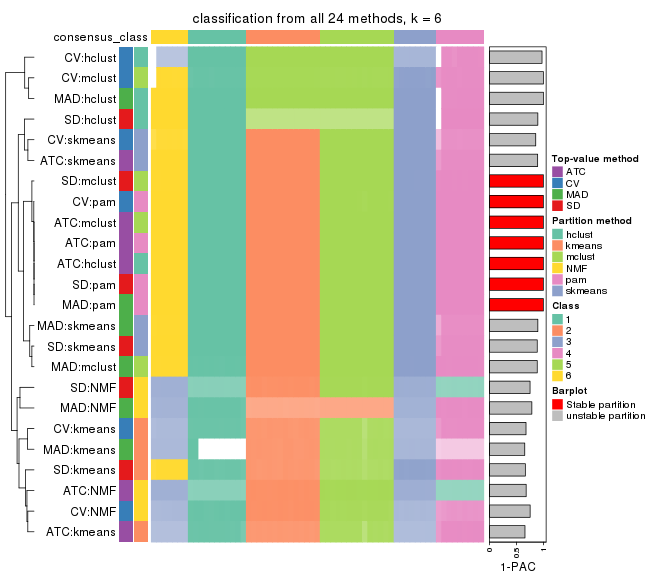 classification from all 24 methods, k = 6
consensus_class
CV:hclust
CV:mclust
MAD:hclust
SD:hclust
CV:skmeans
ATC:skmeans
SD:mclust
CV:pam
ATC:mclust
ATC:pam
ATC:hclust
SD:pam
MAD:pam
MAD:skmeans
SD:skmeans
MAD:mclust
SD:NMF
MAD:NMF
CV:kmeans
MAD:kmeans
SD:kmeans
ATC:NMF
CV:NMF
ATC:kmeans
0 0.5 1
1-PAC
Top-value method
ATC
CV
MAD
SD
Partition method
hclust
kmeans
mclust
NMF
pam
skmeans
Class
1
2
3
4
5
6
Barplot
Stable partition
unstable partition